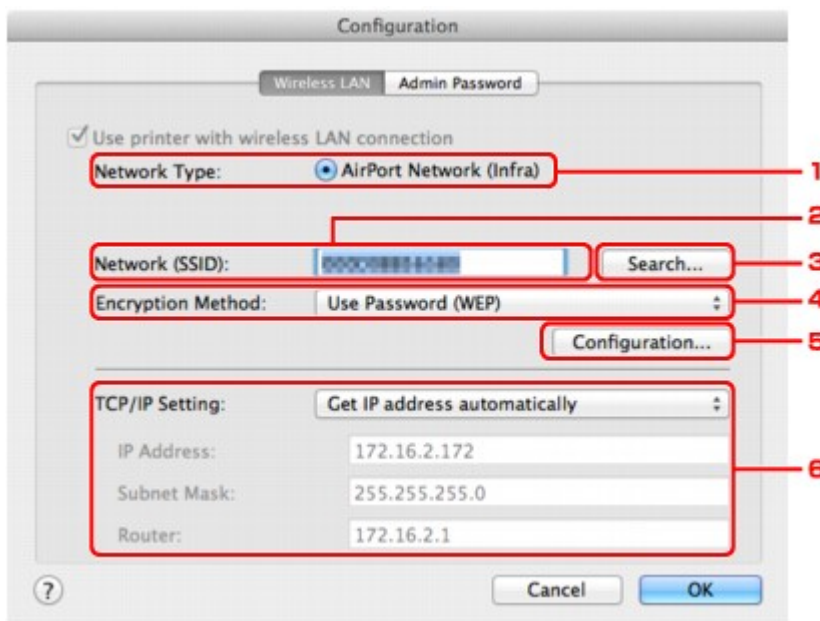 Configuration
Wireless LAN Admin Password
Use printer with wireless LAN connection
Network Type: AirPort Network (Infra) 1
2
Network (SSID): Search... 3
Encryption Method: Use Password (WEP) 4
Configuration... 5
TCP/IP Setting: Get IP address automatically
IP Address: 172.16.2.172
6
Subnet Mask: 255.255.255.0
Router: 172.16.2.1
? Cancel OK